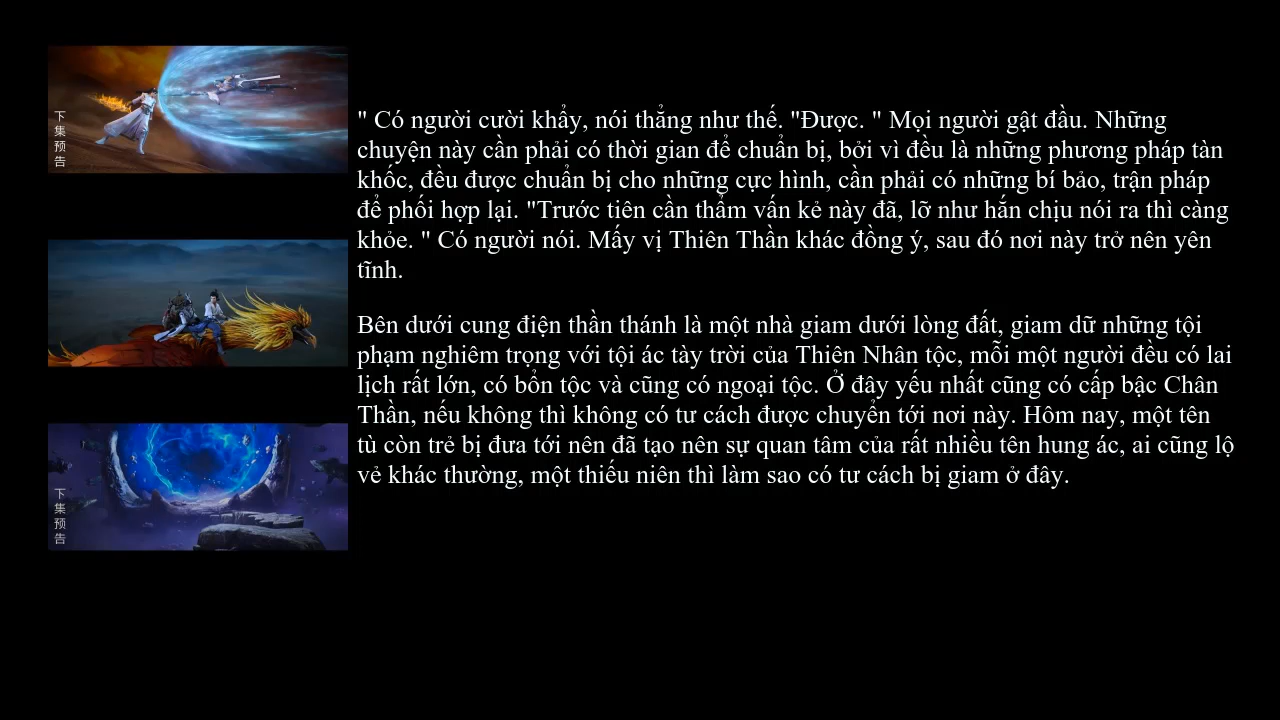 下集预告
" Có người cười khẩy, nói thẳng như thế. "Được. " Mọi người gật đầu. Những
chuyện này cần phải có thời gian để chuẩn bị, bởi vì đều là những phương pháp tàn
khốc, đều được chuẩn bị cho những cực hình, cần phải có những bí bảo, trận pháp
để phối hợp lại. "Trước tiên cần thẩm vấn kẻ này đã, lỡ như hắn chịu nói ra thì càng
khỏe. " Có người nói. Mấy vị Thiên Thần khác đồng ý, sau đó nơi này trở nên yên
tĩnh.
Bên dưới cung điện thần thánh là một nhà giam dưới lòng đất, giam dữ những tội
phạm nghiêm trọng với tội ác tày trời của Thiên Nhân tộc, mỗi một người đều có lai
lịch rất lớn, có bổn tộc và cũng có ngoại tộc. Ở đây yếu nhất cũng có cấp bậc Chân
Thần, nếu không thì không có tư cách được chuyển tới nơi này. Hôm nay, một tên
tù còn trẻ bị đưa tới nên đã tạo nên sự quan tâm của rất nhiều tên hung ác, ai cũng lộ
vẻ khác thường, một thiếu niên thì làm sao có tư cách bị giam ở đây.
下集预告